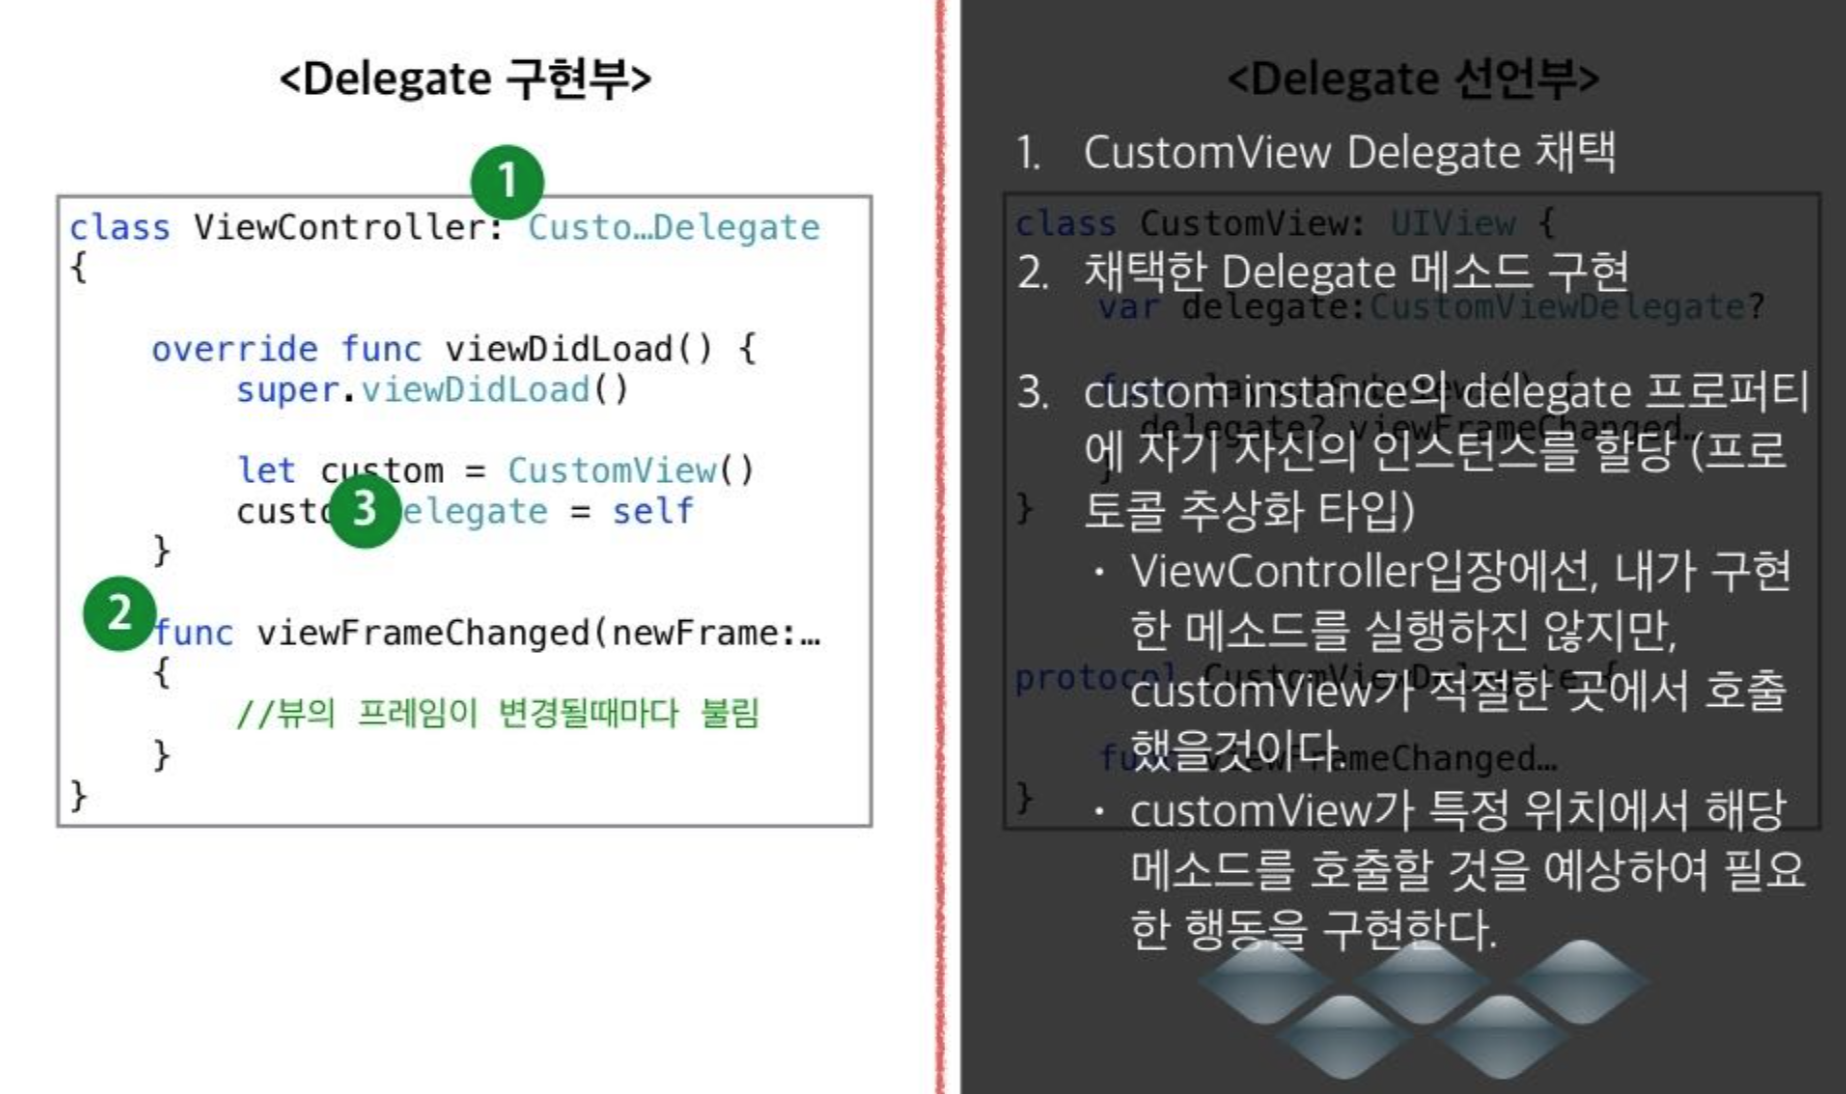 <Delegate 구현부>
1
class ViewController: Custo…Delegate
{
override func viewDidLoad() {
super.viewDidLoad()
let custom = CustomView()
custo
3
elegate = self
}
2
func viewFrameChanged(newFrame:…
{
//뷰의 프레임이 변경될때마다 불림
}
}
<Delegate 선언부>
1. CustomView Delegate 채택
class CustomView: UIView {
2. 채택한 Delegate 메소드 구현
var delegate:CustomViewDelegate?
3. custom instance의 delegate 프로퍼티
delegate? viewFrameChanged…
에 자기 자신의 인스턴스를 할당 (프로
}
}
토콜 추상화 타입)
• ViewController입장에선, 내가 구현
한 메소드를 실행하진 않지만,
protocol CustomViewDelegate {
customView가 적절한 곳에서 호출
했을것이다.
func viewFrameChanged…
}
• customView가 특정 위치에서 해당
메소드를 호출할 것을 예상하여 필요
한 행동을 구현한다.